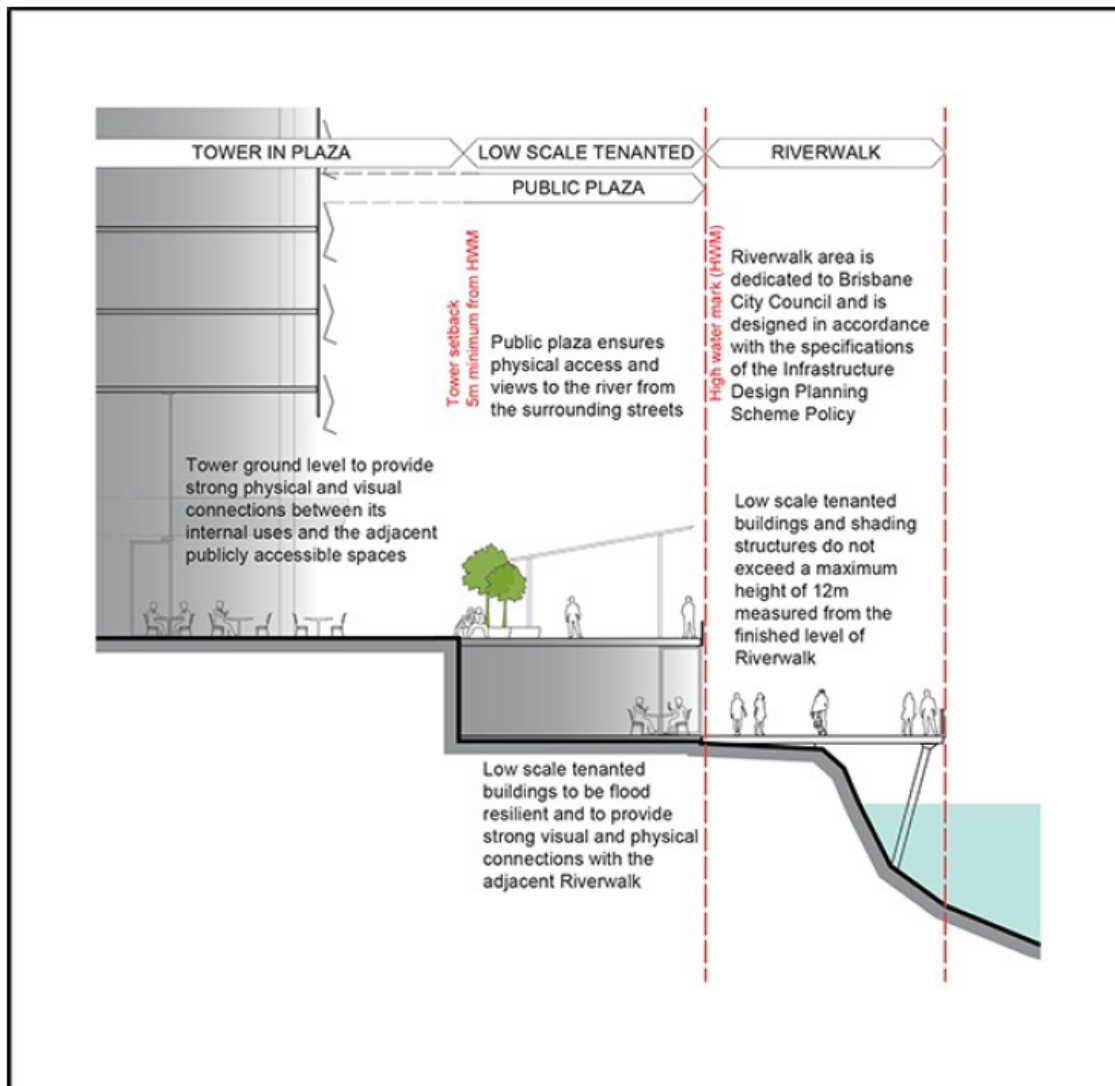 TOWER IN PLAZA
LOW SCALE TENANTED
RIVERWALK
PUBLIC PLAZA
Tower setback
5m minimum from HWM
High water mark (HWM)
Public plaza ensures
physical access and
views to the river from
the surrounding streets
Riverwalk area is
dedicated to Brisbane
City Council and is
designed in accordance
with the specifications
of the Infrastructure
Design Planning
Scheme Policy
Tower ground level to provide
strong physical and visual
connections between its
internal uses and the adjacent
publicly accessible spaces
Low scale tenanted
buildings and shading
structures do not
exceed a maximum
height of 12m
measured from the
finished level of
Riverwalk
Low scale tenanted
buildings to be flood
resilient and to provide
strong visual and physical
connections with the
adjacent Riverwalk